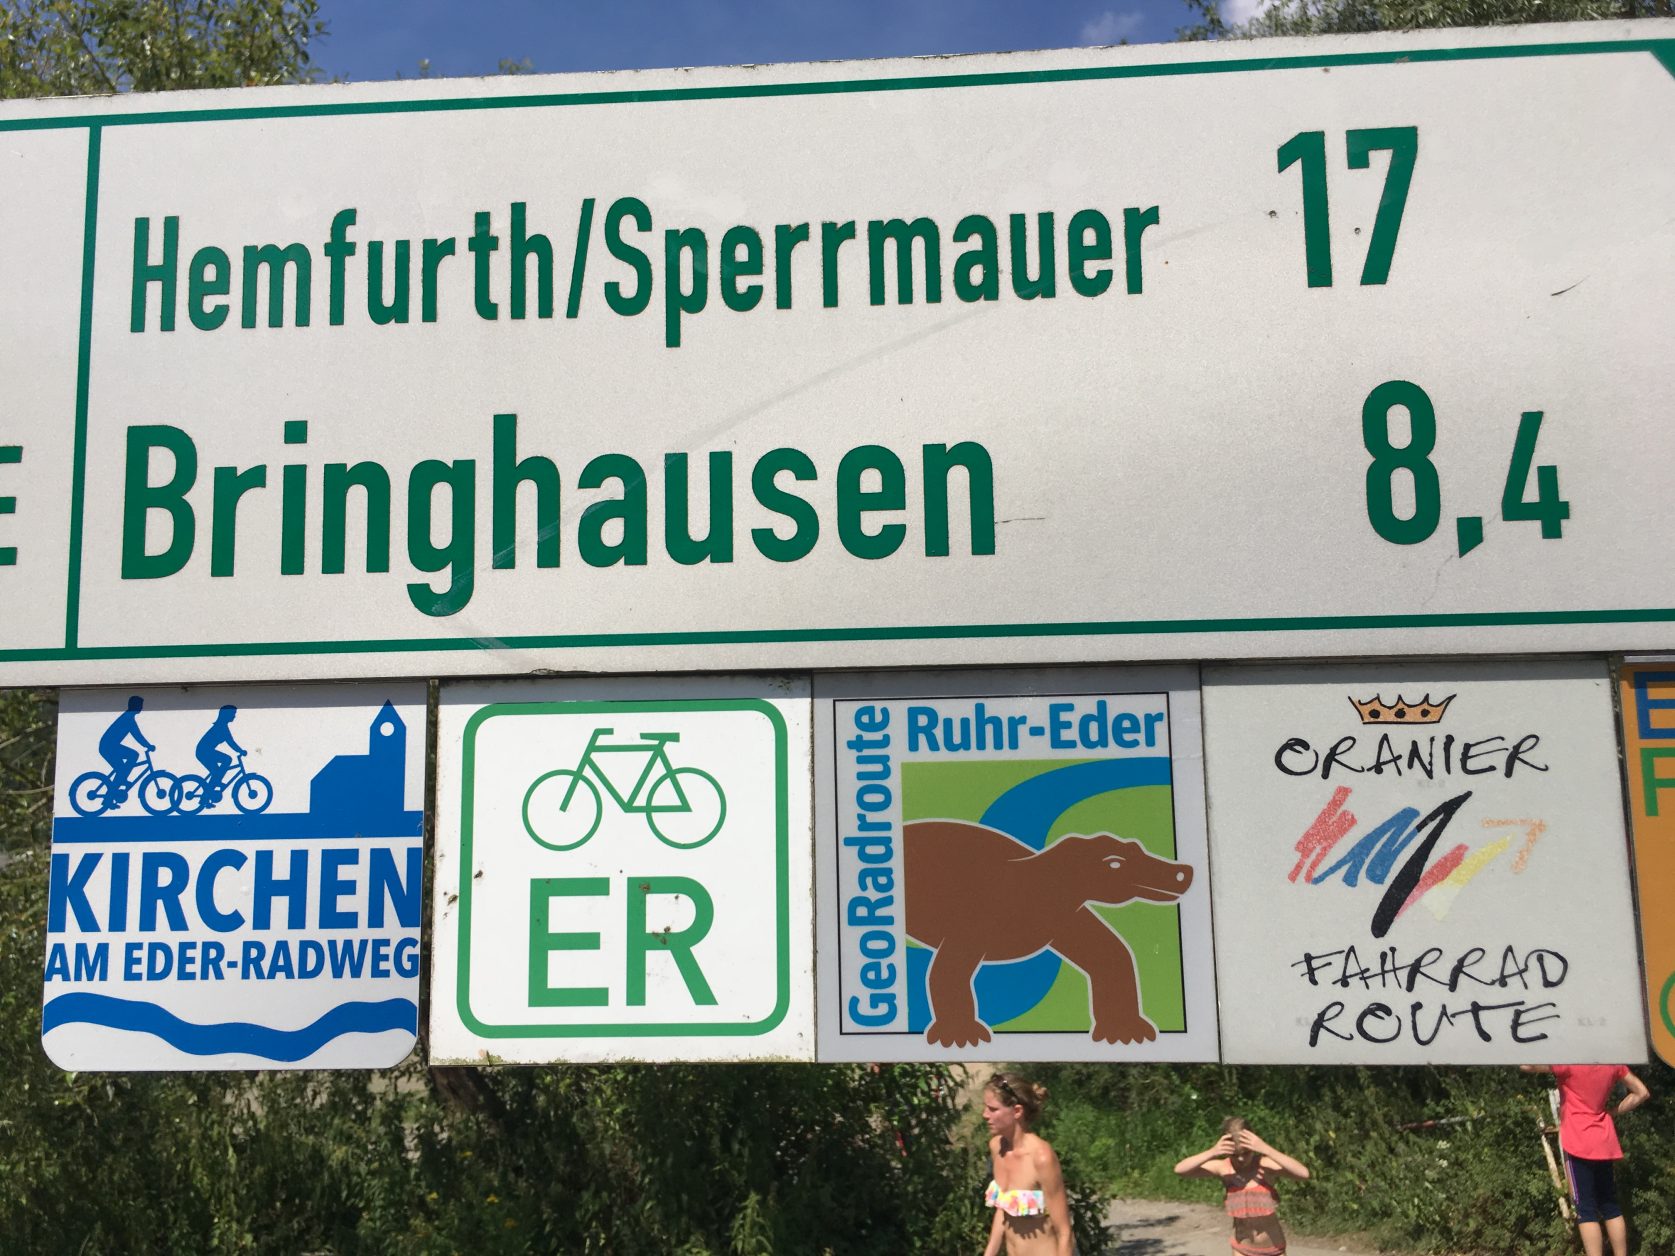 Hemfurth/Sperrmauer 17
Bringhausen 8,4
KIRCHEN
AM EDER-RADWEG
ER
GeoRadroute
Ruhr-Eder
ORANIER
FAHRRAD
ROUTE